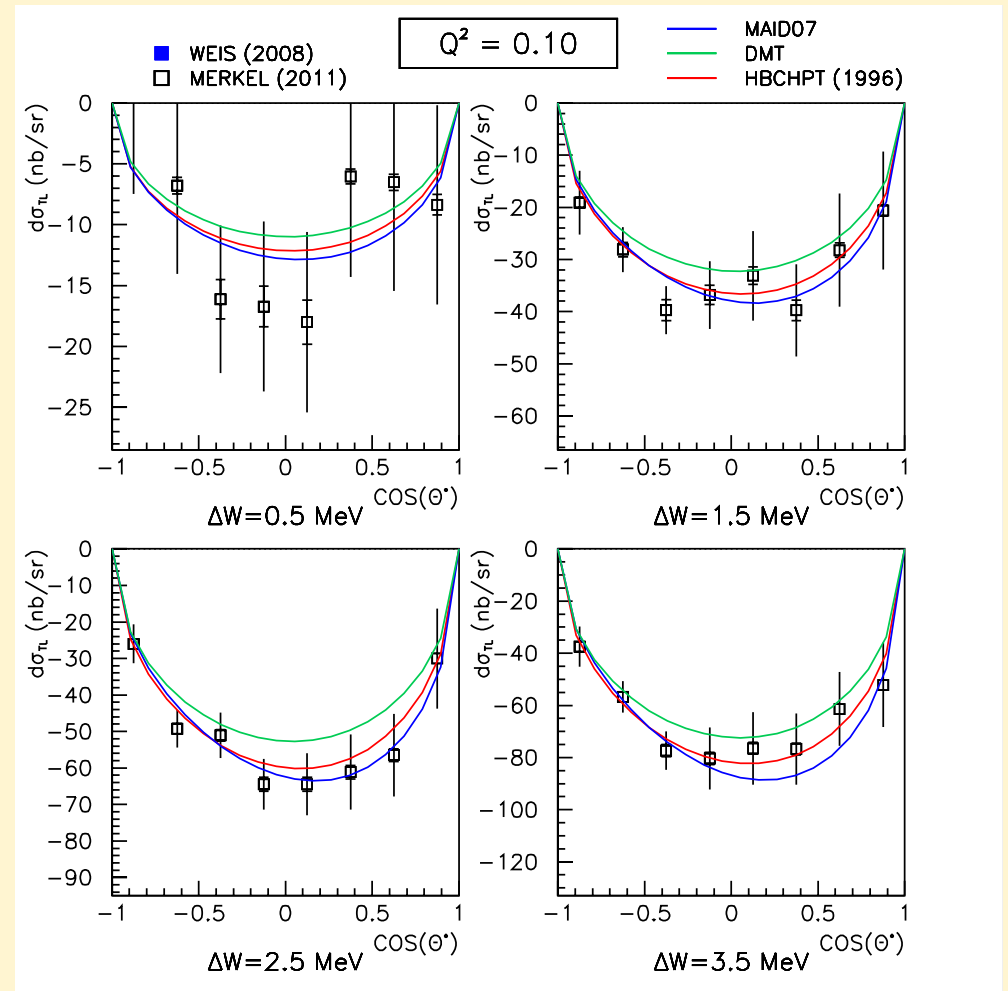 Q² = 0.10
WEIS (2008)
MERKEL (2011)
MAID07
DMT
HBCHPT (1996)
dσTL (nb/sr)
0
−5
−10
−15
−20
−25
−1 −0.5 0 0.5 1
COS(Θ*)
ΔW=0.5 MeV
dσTL (nb/sr)
0
−10
−20
−30
−40
−50
−60
−1 −0.5 0 0.5 1
COS(Θ*)
ΔW=1.5 MeV
dσTL (nb/sr)
0
−10
−20
−30
−40
−50
−60
−70
−80
−90
−1 −0.5 0 0.5 1
COS(Θ*)
ΔW=2.5 MeV
dσTL (nb/sr)
0
−20
−40
−60
−80
−100
−120
−1 −0.5 0 0.5 1
COS(Θ*)
ΔW=3.5 MeV